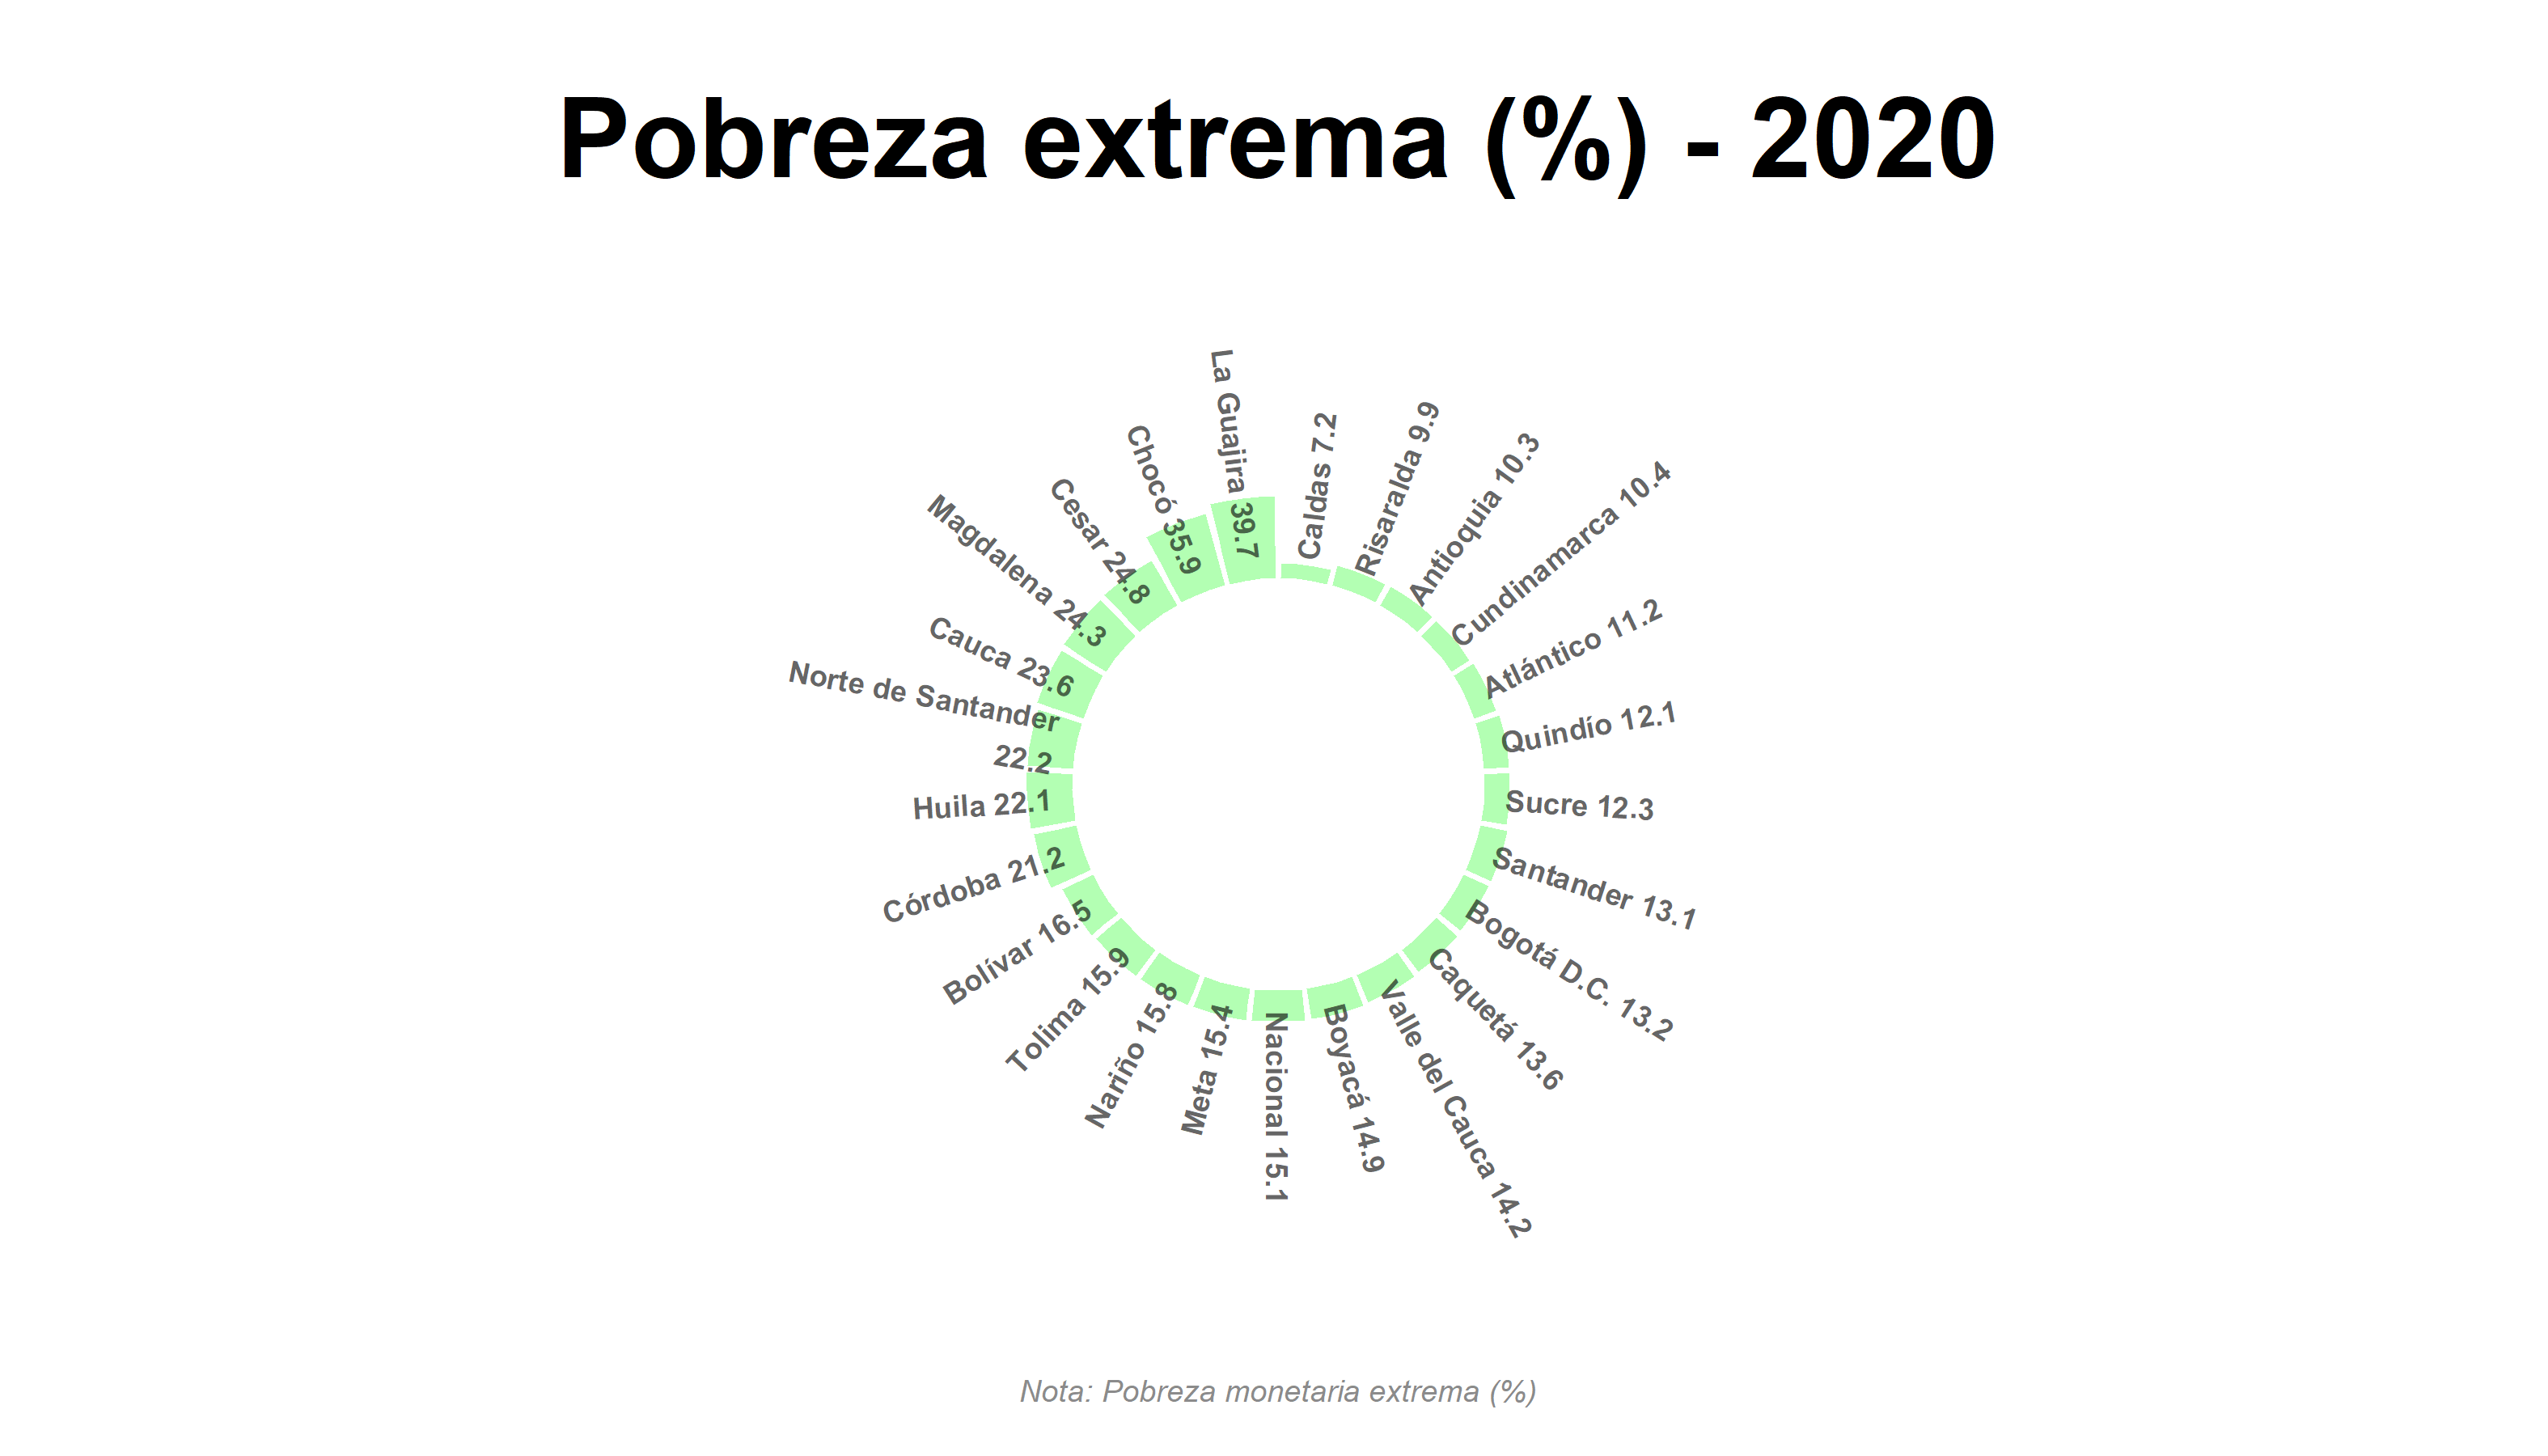 Pobreza extrema (%) - 2020
Caldas 7.2
Risaralda 9.9
Antioquia 10.3
Cundinamarca 10.4
Atlántico 11.2
Quindío 12.1
Sucre 12.3
Santander 13.1
Bogotá D.C. 13.2
Caquetá 13.6
Valle del Cauca 14.2
Boyacá 14.9
Nacional 15.1
Meta 15.4
Nariño 15.8
Tolima 15.9
Bolívar 16.5
Córdoba 21.2
Huila 22.1
Norte de Santander
22.2
Cauca 23.6
Magdalena 24.3
Cesar 24.8
Chocó 35.9
La Guajira 39.7
Nota: Pobreza monetaria extrema (%)